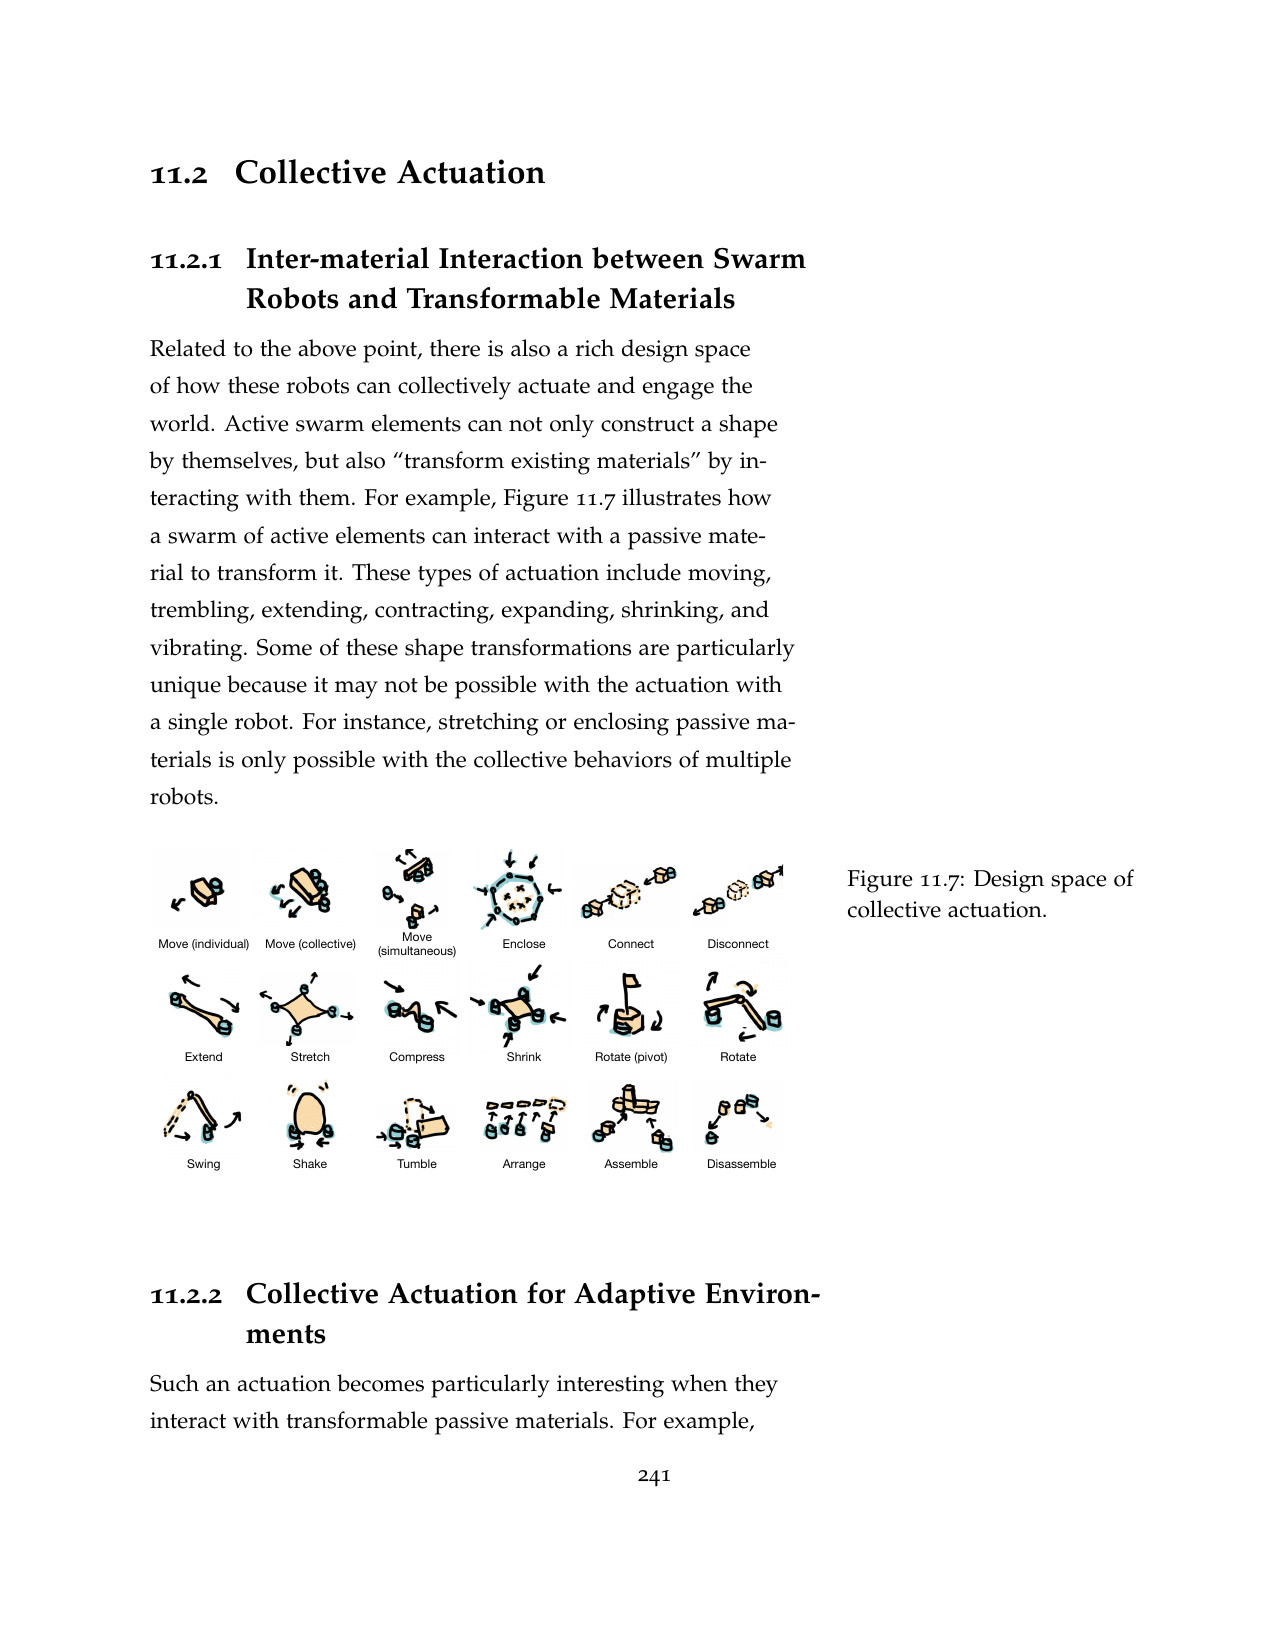 11.2 Collective Actuation
11.2.1 Inter-material Interaction between Swarm
Robots and Transformable Materials
Related to the above point, there is also a rich design space
of how these robots can collectively actuate and engage the
world. Active swarm elements can not only construct a shape
by themselves, but also “transform existing materials” by in-
teracting with them. For example, Figure 11.7 illustrates how
a swarm of active elements can interact with a passive mate-
rial to transform it. These types of actuation include moving,
trembling, extending, contracting, expanding, shrinking, and
vibrating. Some of these shape transformations are particularly
unique because it may not be possible with the actuation with
a single robot. For instance, stretching or enclosing passive ma-
terials is only possible with the collective behaviors of multiple
robots.
Move (individual) Move (collective) Move
(simultaneous) Enclose Connect Disconnect
Extend Stretch Compress Shrink Rotate (pivot) Rotate
Swing Shake Tumble Arrange Assemble Disassemble
Figure 11.7: Design space of
collective actuation.
11.2.2 Collective Actuation for Adaptive Environ-
ments
Such an actuation becomes particularly interesting when they
interact with transformable passive materials. For example,
241